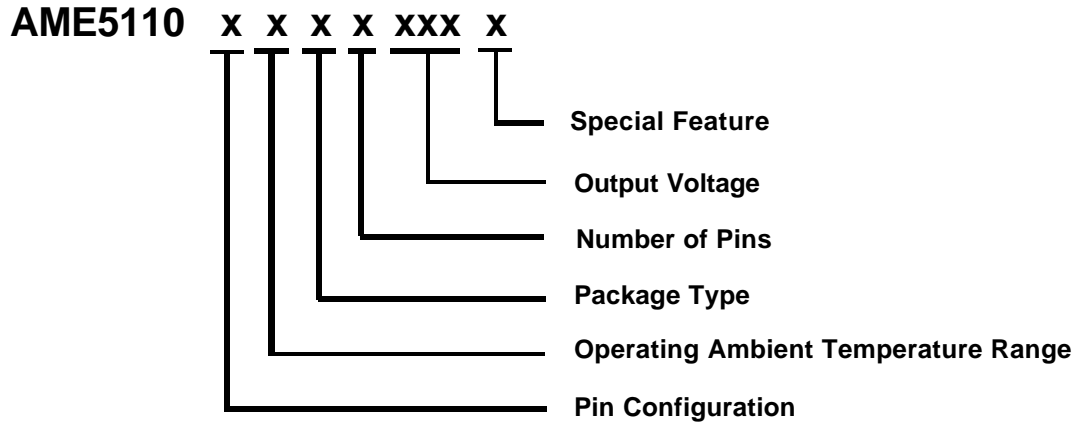 AME5110 x x x x xxx x
Special Feature
Output Voltage
Number of Pins
Package Type
Operating Ambient Temperature Range
Pin Configuration